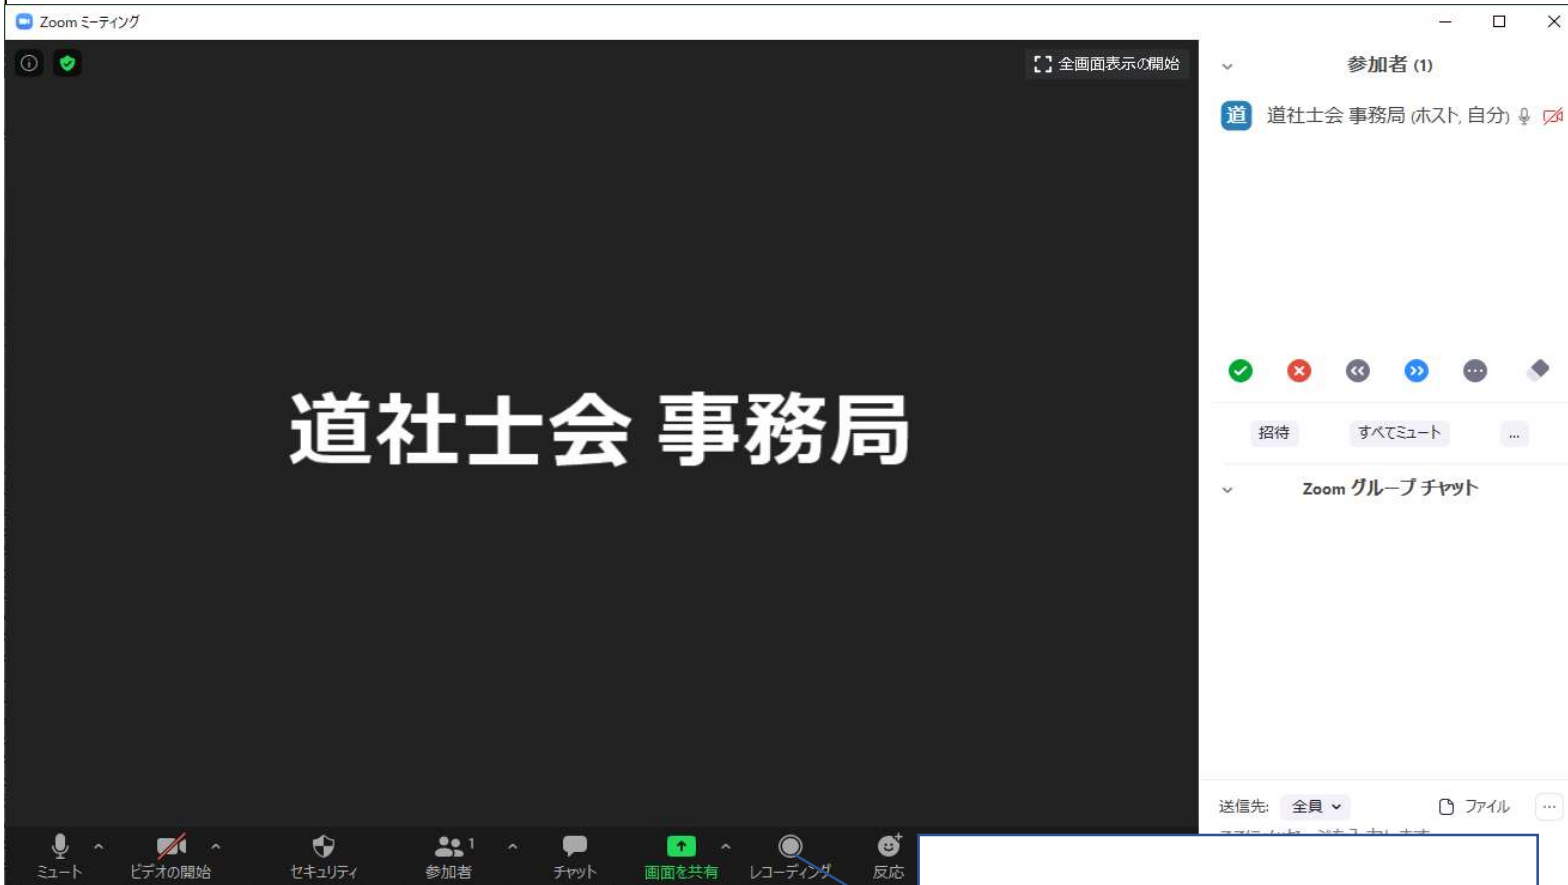 Zoom ミーティング
全画面表示の開始
参加者 (1)
道 道社士会 事務局 (ホスト, 自分)
道社士会 事務局
招待 すべてミュート ...
Zoom グループ チャット
送信先: 全員 ファイル ...
1
ミュート ビデオの開始 セキュリティ 参加者 チャット 画面を共有 レコーディング 反応